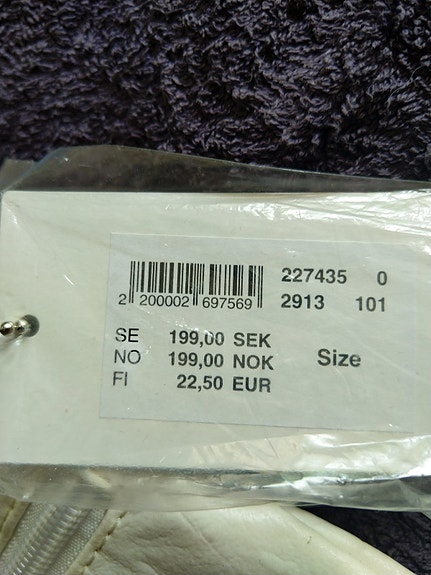 227435 0
2 200002 697569 2913 101
SE 199,00 SEK
NO 199,00 NOK Size
FI 22,50 EUR